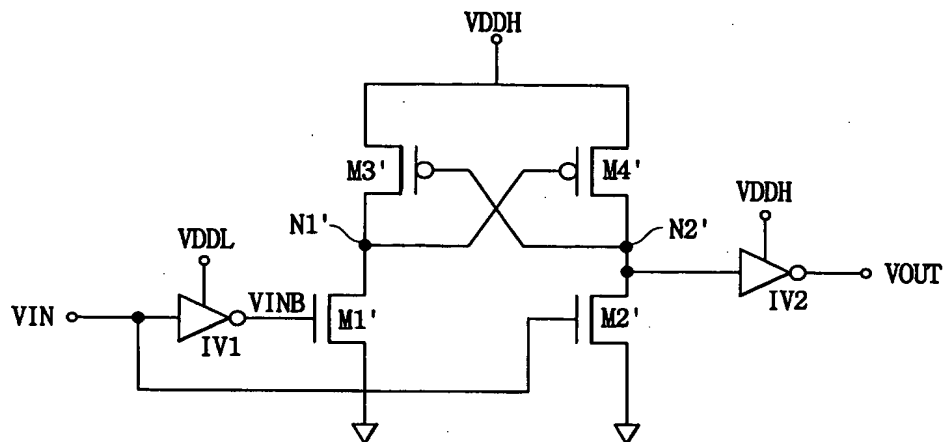 VDDH
M3'
M4'
VDDH
N1'
N2'
VDDL
VOUT
VINB
VIN
M1'
M2'
IV2
IV1